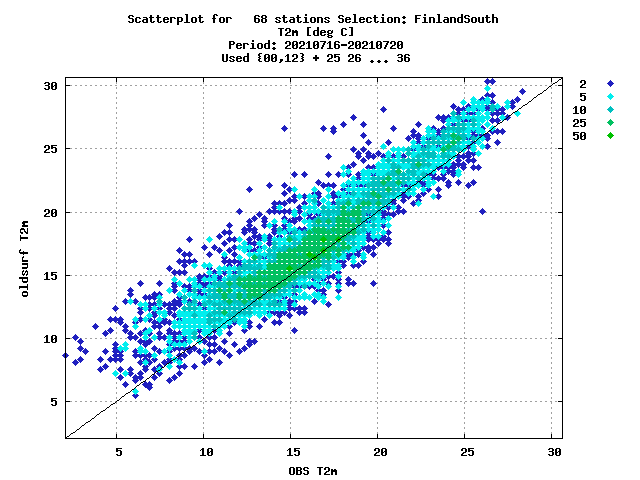 Scatterplot for   68 stations Selection: FinlandSouth
T2m [deg C]
Period: 20210716-20210720
Used {00,12} + 25 26 ... 36
30
25
20
15
10
5
oldsurf T2m
5 10 15 20 25 30
OBS T2m
2
5
10
25
50